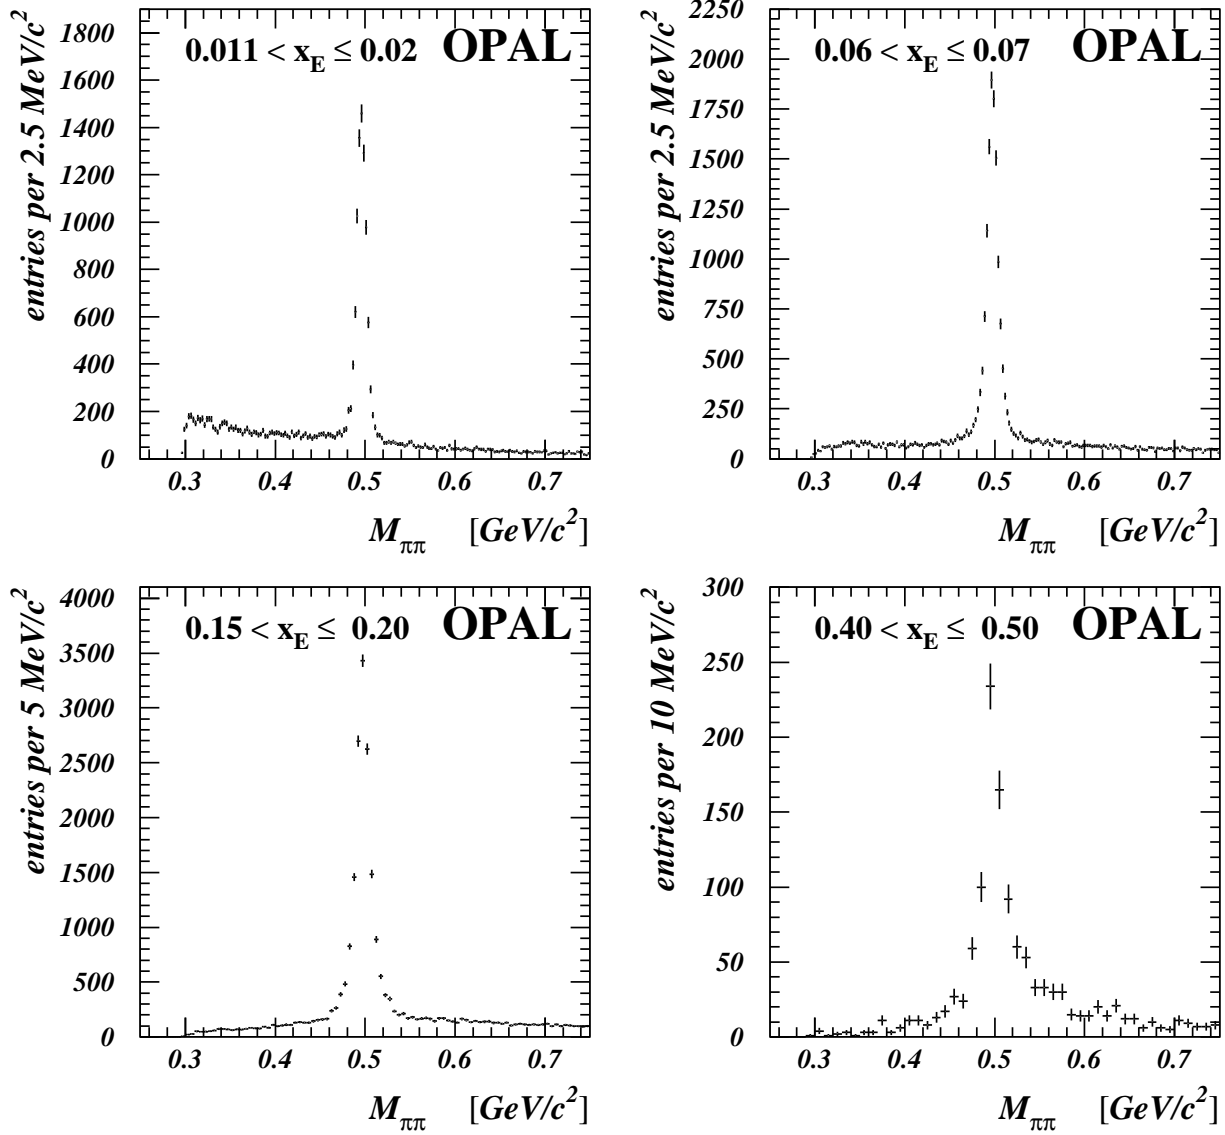 entries per 2.5 MeV/c²
1800
1600
1400
1200
1000
800
600
400
200
0
0.011 < x_E ≤ 0.02 OPAL
0.3 0.4 0.5 0.6 0.7
M_ππ [GeV/c²]
entries per 2.5 MeV/c²
2250
2000
1750
1500
1250
1000
750
500
250
0
0.06 < x_E ≤ 0.07 OPAL
0.3 0.4 0.5 0.6 0.7
M_ππ [GeV/c²]
entries per 5 MeV/c²
4000
3500
3000
2500
2000
1500
1000
500
0
0.15 < x_E ≤ 0.20 OPAL
0.3 0.4 0.5 0.6 0.7
M_ππ [GeV/c²]
entries per 10 MeV/c²
300
250
200
150
100
50
0
0.40 < x_E ≤ 0.50 OPAL
0.3 0.4 0.5 0.6 0.7
M_ππ [GeV/c²]